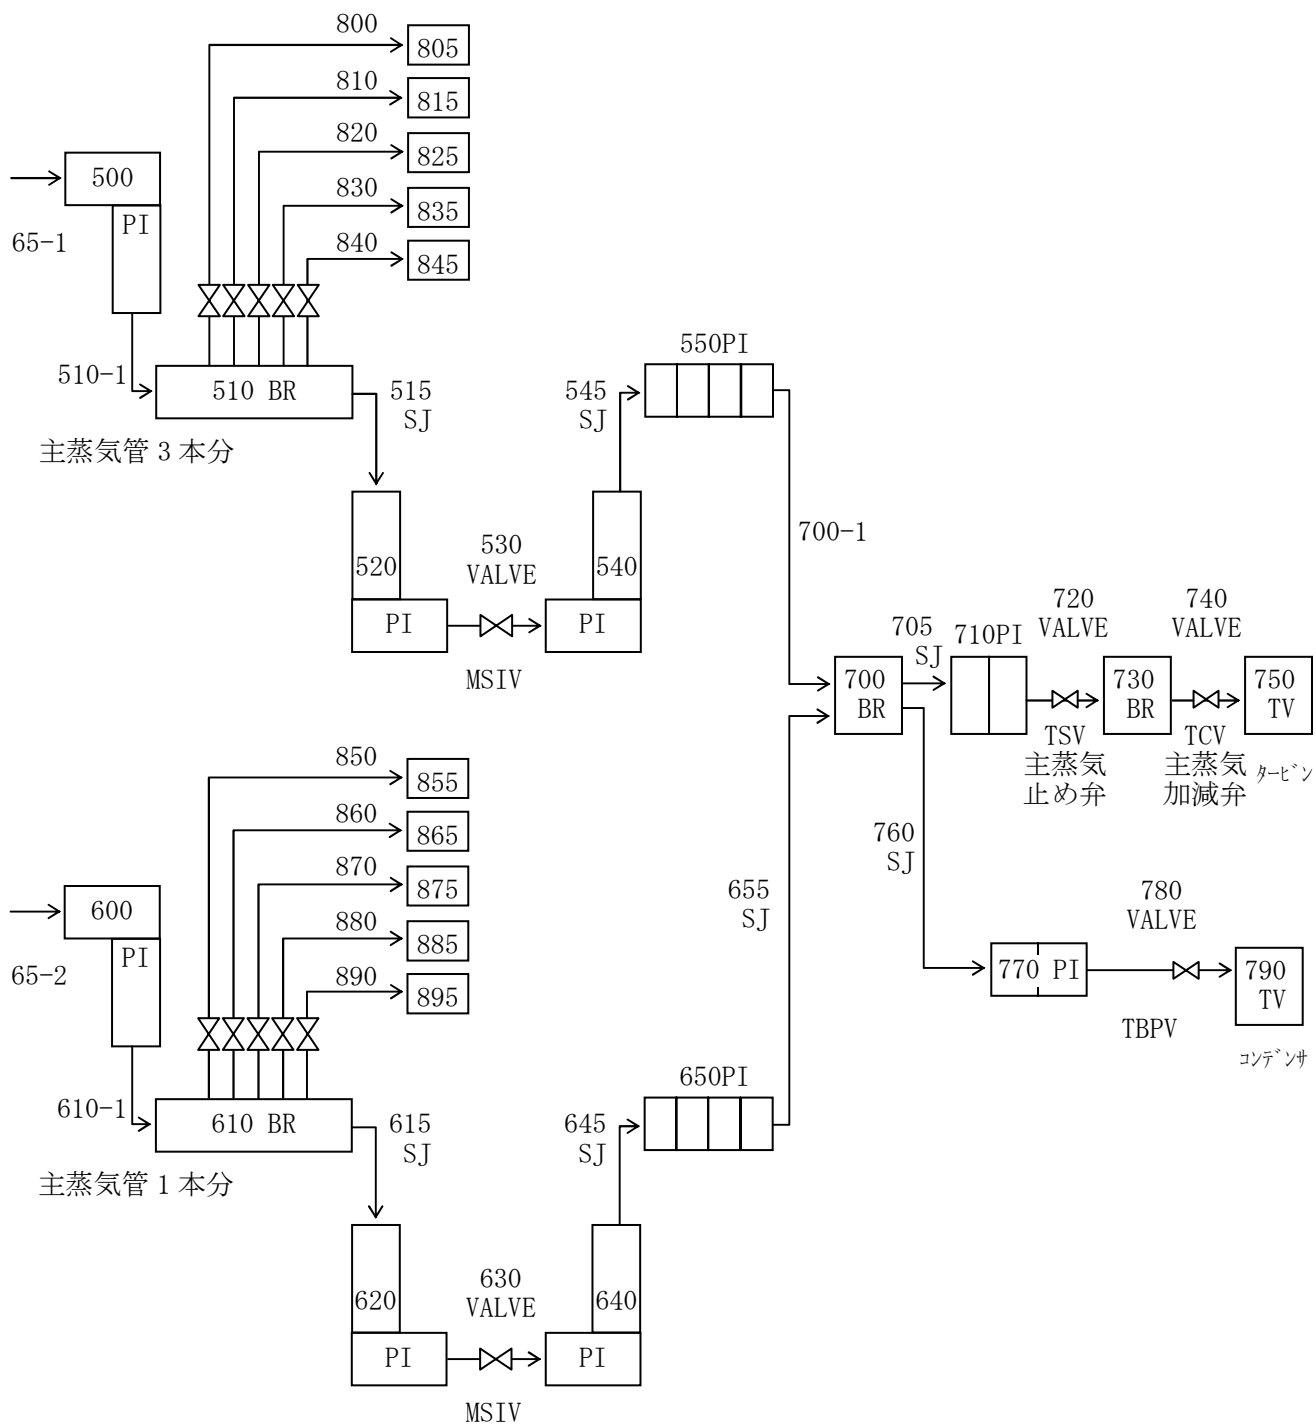 800
805
810
815
820
825
500
830
835
PI
65-1
840
845
510-1
510 BR
515
SJ
主蒸気管 3 本分
545
SJ
550PI
700-1
520
530
VALVE
540
PI
PI
MSIV
705
SJ
710PI
720
VALVE
740
VALVE
700
BR
730
BR
750
TV
TSV
主蒸気
止め弁
TCV
主蒸気
加減弁
ﾀｰﾋﾞﾝ
760
SJ
655
SJ
780
VALVE
770 PI
790
TV
TBPV
ｺﾝﾃﾞﾝｻ
850
855
860
865
870
875
600
880
885
PI
65-2
890
895
610-1
610 BR
615
SJ
主蒸気管 1 本分
645
SJ
650PI
620
630
VALVE
640
PI
PI
MSIV